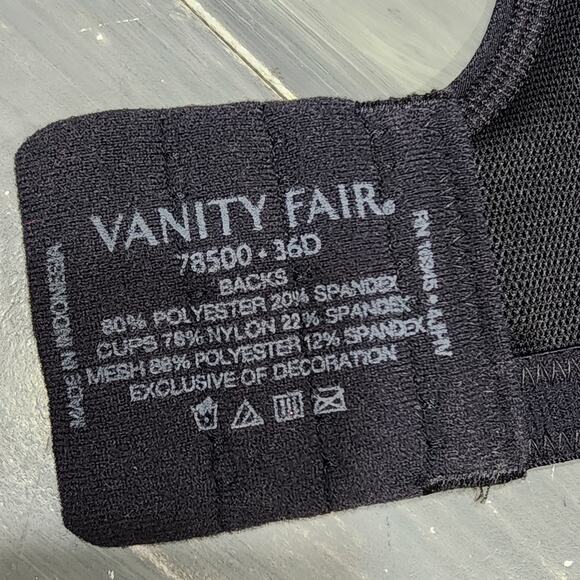 VANITY FAIR®
78500 • 36D
BACKS
80% POLYESTER 20% SPANDEX
CUPS 78% NYLON 22% SPANDEX
MESH 88% POLYESTER 12% SPANDEX
EXCLUSIVE OF DECORATION
MADE IN INDONESIA
RN